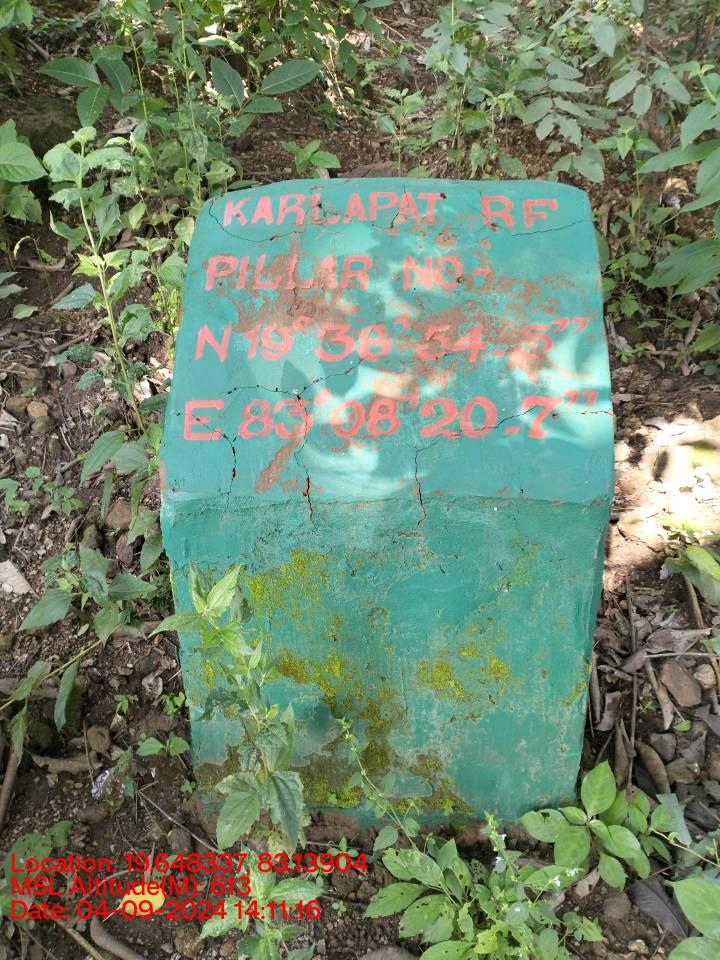 KARLAPAT RF
PILLAR NO-
N 19° 38" 54.5"
E 83° 08" 20.7"
Location: 19.648337, 83.13904
MSL Altitude(M): 613
Date: 04-09-2024 14:11:16